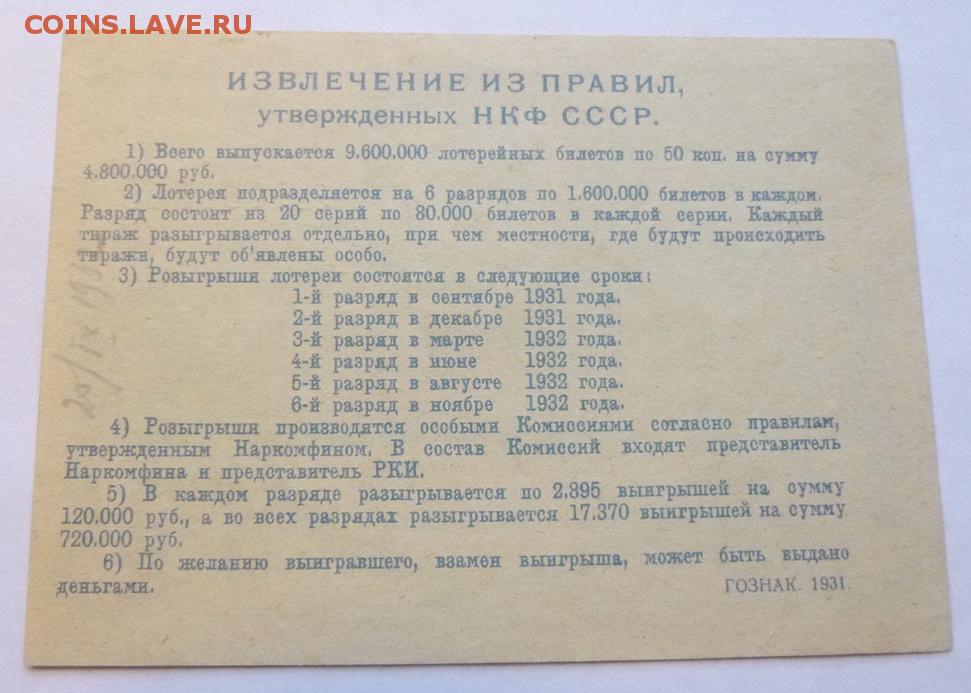 COINS.LAVE.RU
ИЗВЛЕЧЕНИЕ ИЗ ПРАВИЛ,
утвержденных НКФ СССР.
1) Всего выпускается 9.600.000 лотерейных билетов по 50 коп. на сумму
4.800.000 руб.
2) Лотерея подразделяется на 6 разрядов по 1.600.000 билетов в каждом.
Разряд состоит из 20 серий по 80.000 билетов в каждой серии. Каждый
тираж разыгрывается отдельно, при чем местности, где будут происходить
тиражи, будут об'явлены особо.
3) Розыгрыши лотереи состоятся в следующие сроки:
1-й разряд в сентябре 1931 года.
2-й разряд в декабре 1931 года.
3-й разряд в марте 1932 года.
4-й разряд в июне 1932 года.
5-й разряд в августе 1932 года.
6-й разряд в ноябре 1932 года.
4) Розыгрыши производятся особыми Комиссиями согласно правилам,
утвержденным Наркомфином. В состав Комиссий входят представитель
Наркомфина и представитель РКИ.
5) В каждом разряде разыгрывается по 2.895 выигрышей на сумму
120.000 руб., а во всех разрядах разыгрывается 17.370 выигрышей на сумму
720.000 руб.
6) По желанию выигравшего, взамен выигрыша, может быть выдано
деньгами.
ГОЗНАК. 1931.
20/IX